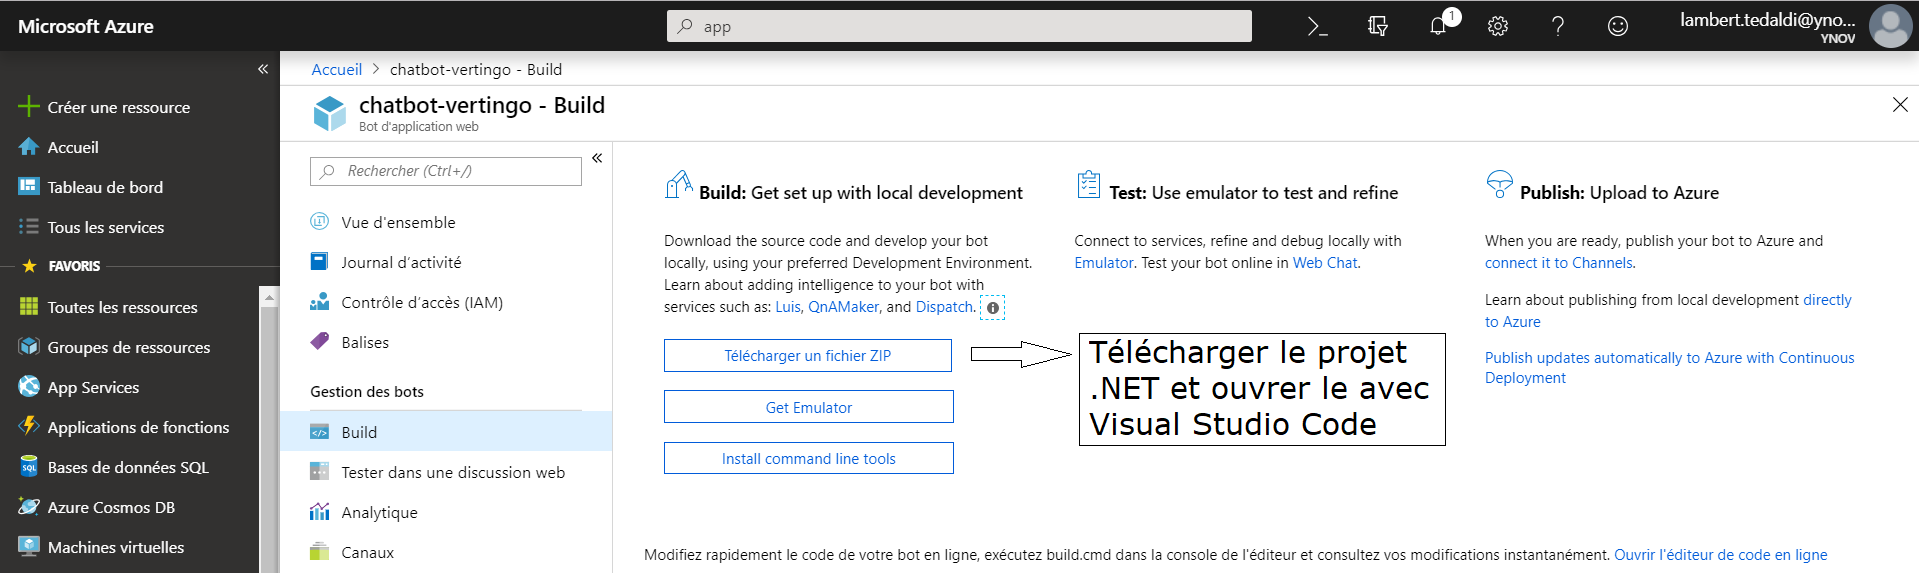 Microsoft Azure
app
1
lambert.tedaldi@yno...
YNOV
«
Créer une ressource
Accueil
Tableau de bord
Tous les services
FAVORIS
Toutes les ressources
Groupes de ressources
App Services
Applications de fonctions
Bases de données SQL
Azure Cosmos DB
Machines virtuelles
Accueil > chatbot-vertingo - Build
chatbot-vertingo - Build
Bot d'application web
Rechercher (Ctrl+/)
«
Vue d'ensemble
Journal d'activité
Contrôle d'accès (IAM)
Balises
Gestion des bots
Build
Tester dans une discussion web
Analytique
Canaux
Build: Get set up with local development
Download the source code and develop your bot
locally, using your preferred Development Environment.
Learn about adding intelligence to your bot with
services such as: Luis, QnAMaker, and Dispatch.
Télécharger un fichier ZIP
Get Emulator
Install command line tools
Test: Use emulator to test and refine
Connect to services, refine and debug locally with
Emulator. Test your bot online in Web Chat.
Télécharger le projet
.NET et ouvrer le avec
Visual Studio Code
Publish: Upload to Azure
When you are ready, publish your bot to Azure and
connect it to Channels.
Learn about publishing from local development directly
to Azure
Publish updates automatically to Azure with Continuous
Deployment
Modifiez rapidement le code de votre bot en ligne, exécutez build.cmd dans la console de l'éditeur et consultez vos modifications instantanément. Ouvrir l'éditeur de code en ligne